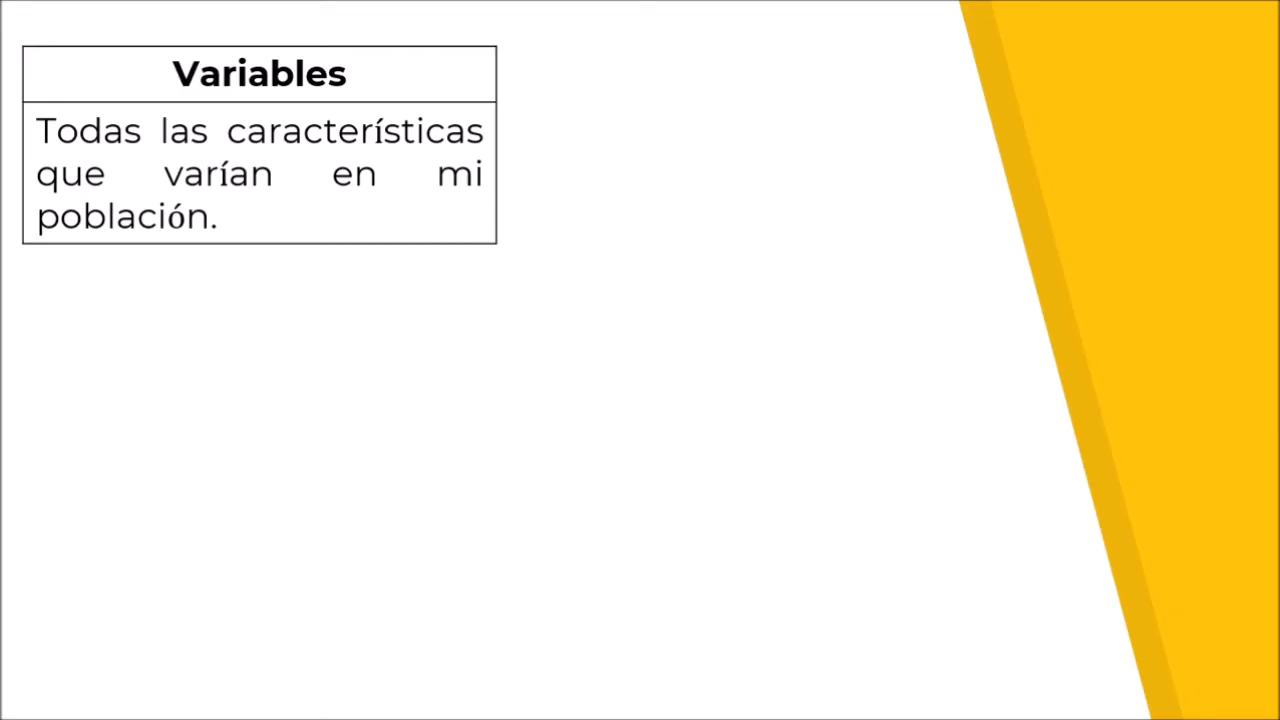 Variables
Todas las características
que varían en mi
población.